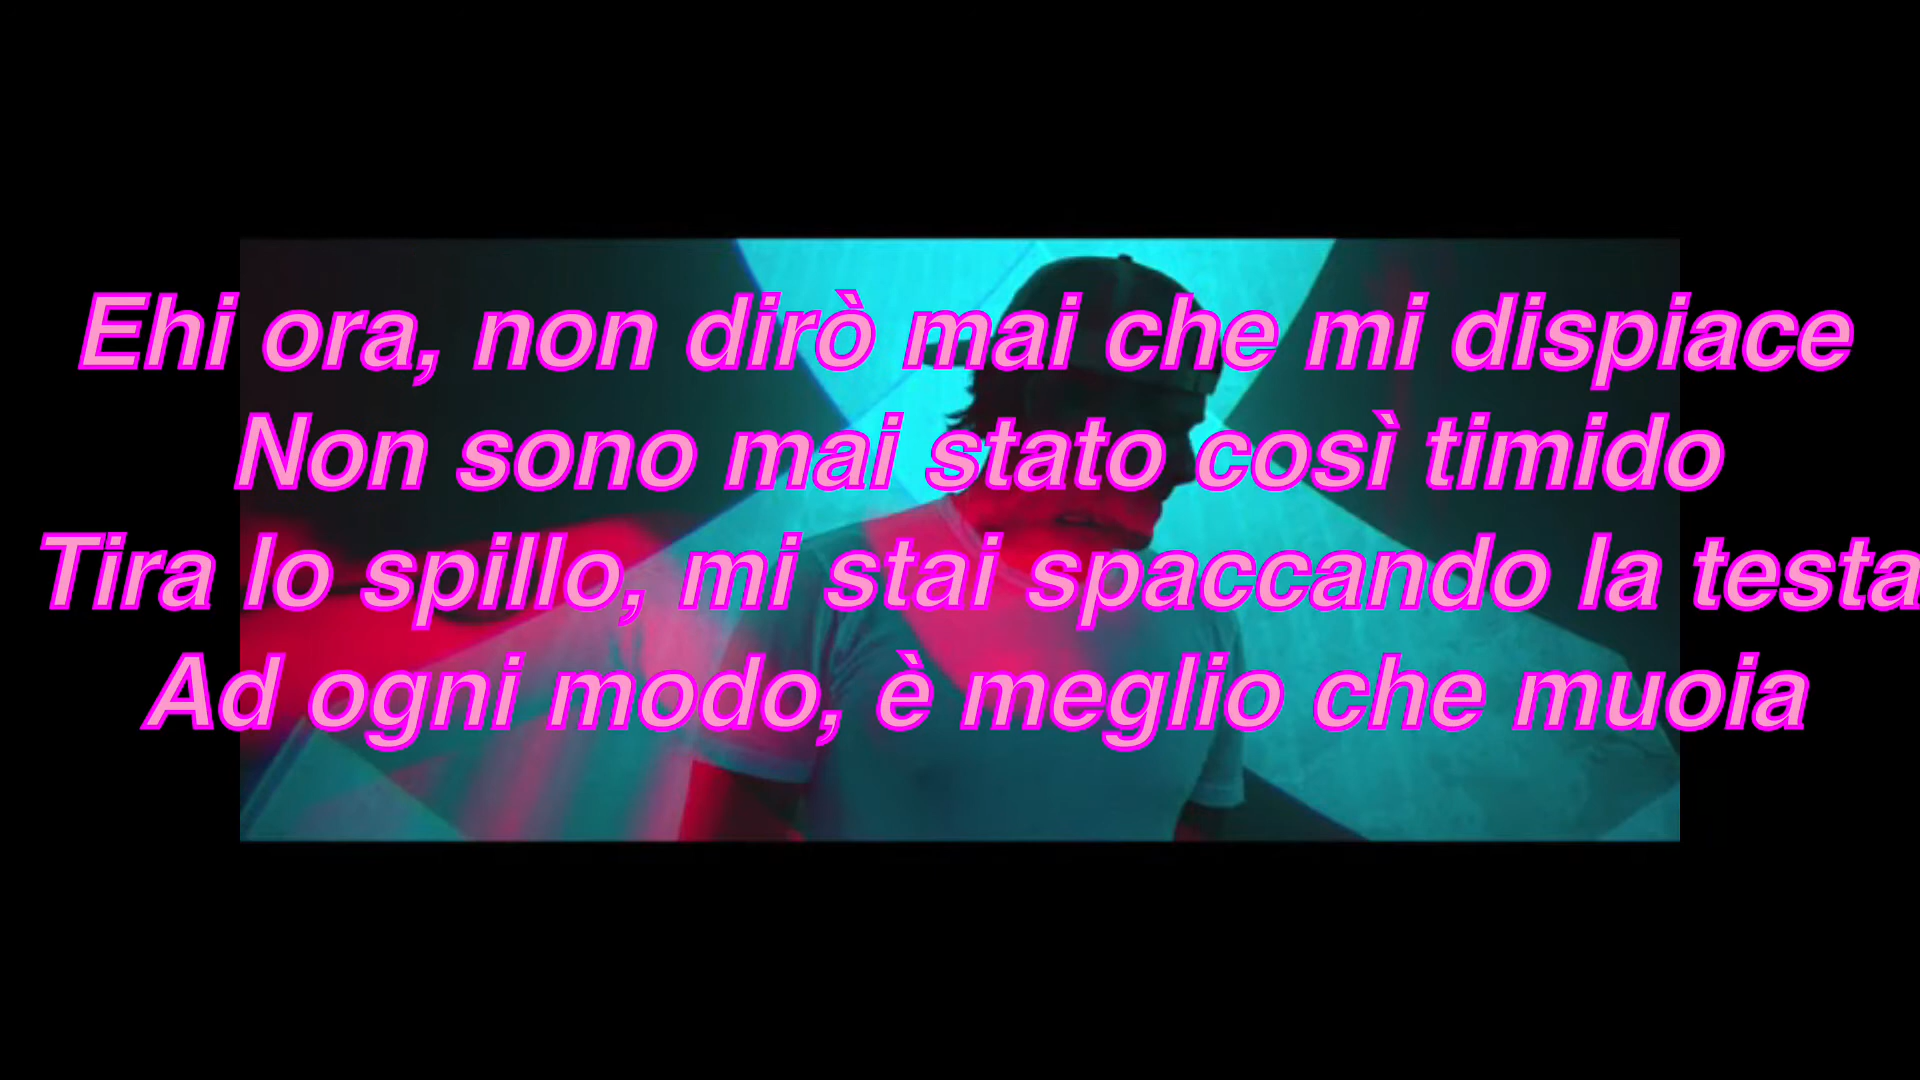 Ehi ora, non dirò mai che mi dispiace
Non sono mai stato così timido
Tira lo spillo, mi stai spaccando la testa
Ad ogni modo, è meglio che muoia